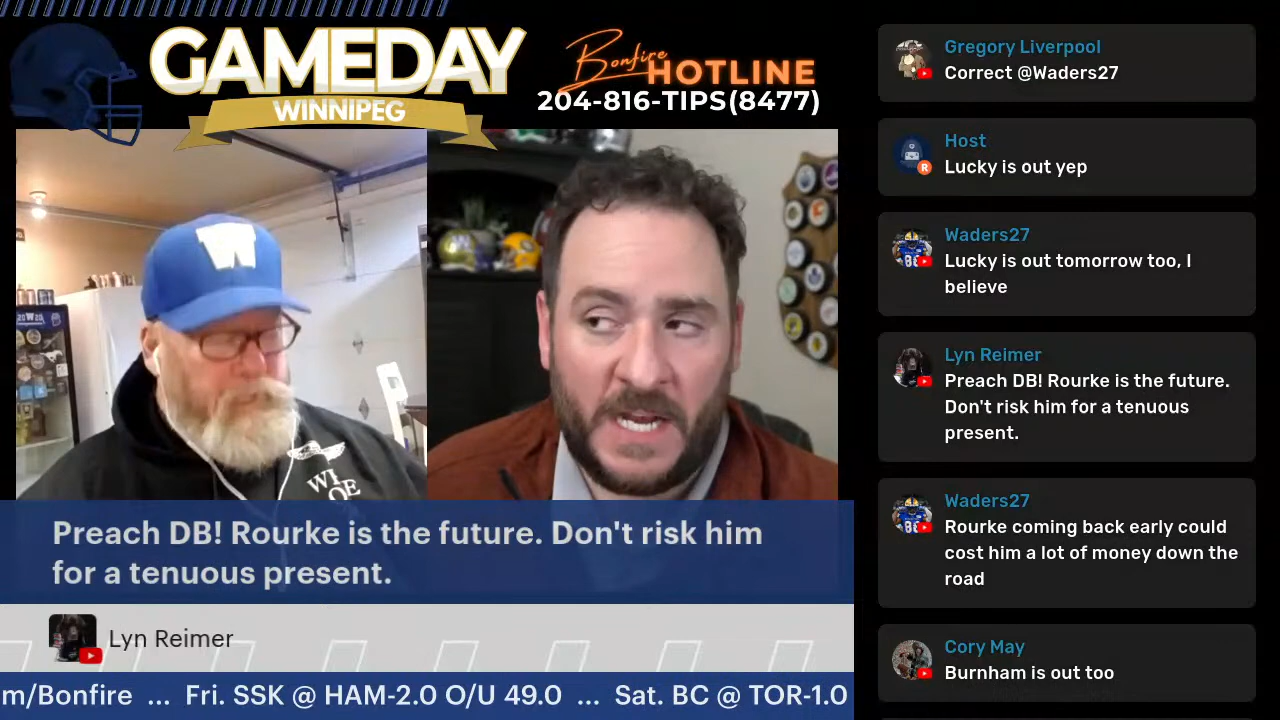 GAMEDAY
WINNIPEG
Bonfire
HOTLINE
204-816-TIPS(8477)
W
Preach DB! Rourke is the future. Don't risk him
for a tenuous present.
Lyn Reimer
m/Bonfire ... Fri. SSK @ HAM-2.0 O/U 49.0 ... Sat. BC @ TOR-1.0
Gregory Liverpool
Correct @Waders27
Host
Lucky is out yep
Waders27
Lucky is out tomorrow too, I
believe
Lyn Reimer
Preach DB! Rourke is the future.
Don't risk him for a tenuous
present.
Waders27
Rourke coming back early could
cost him a lot of money down the
road
Cory May
Burnham is out too